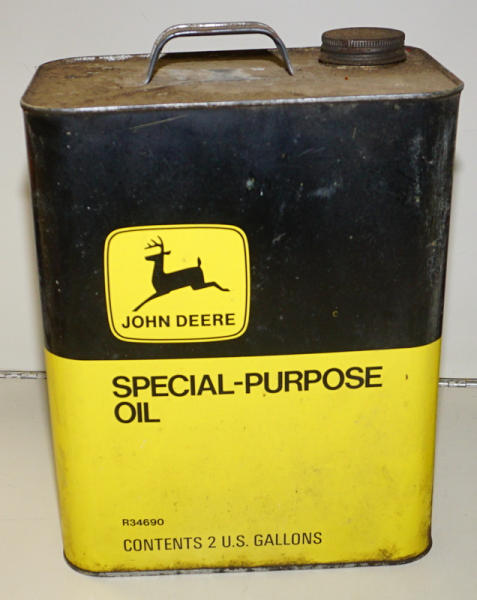 JOHN DEERE
SPECIAL-PURPOSE
OIL
R34690
CONTENTS 2 U.S. GALLONS